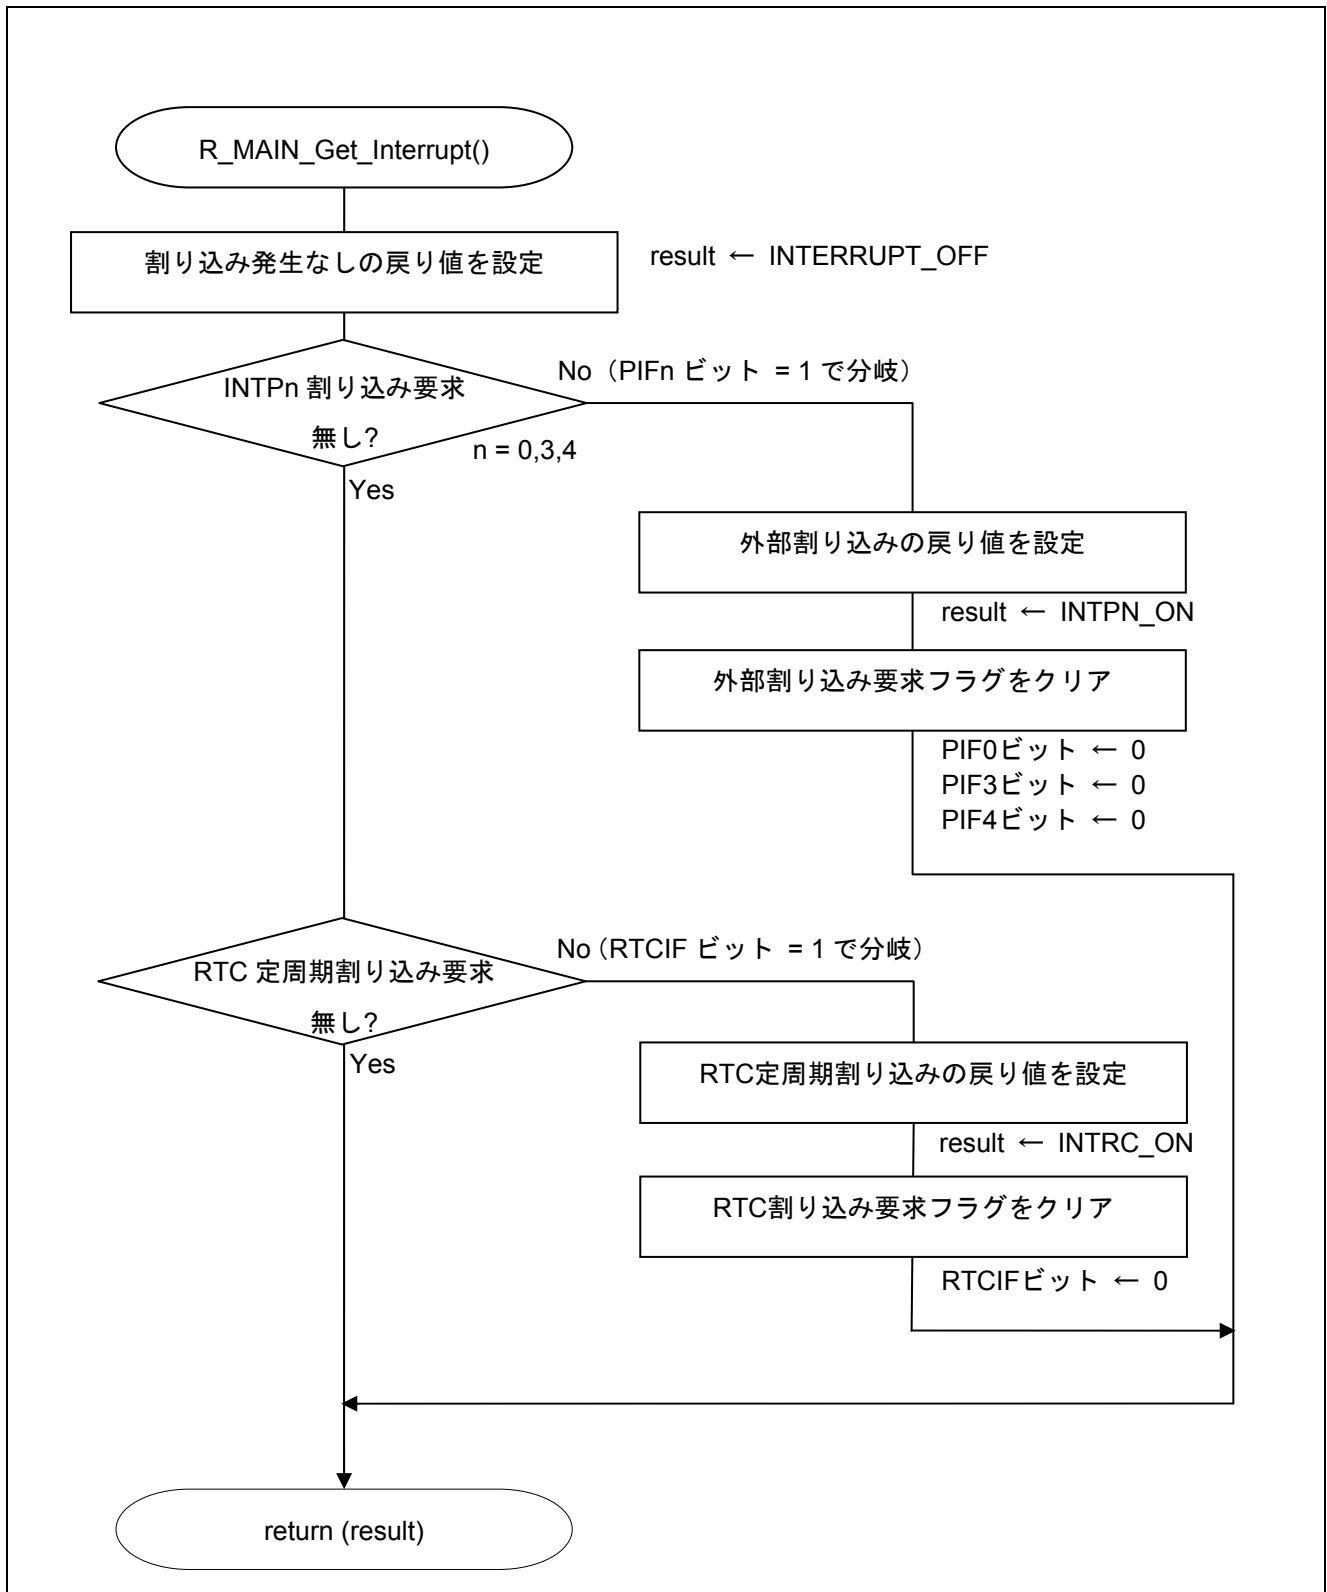 R_MAIN_Get_Interrupt()
割り込み発生なしの戻り値を設定
result ← INTERRUPT_OFF
INTPn 割り込み要求
無し?
No（PIFn ビット = 1 で分岐）
n = 0,3,4
Yes
外部割り込みの戻り値を設定
result ← INTPN_ON
外部割り込み要求フラグをクリア
PIF0ビット ← 0
PIF3ビット ← 0
PIF4ビット ← 0
RTC 定周期割り込み要求
無し?
No（RTCIF ビット = 1 で分岐）
Yes
RTC定周期割り込みの戻り値を設定
result ← INTRC_ON
RTC割り込み要求フラグをクリア
RTCIFビット ← 0
return (result)